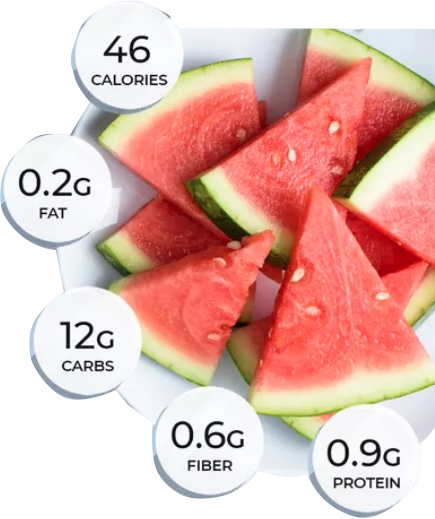 46
CALORIES
0.2G
FAT
12G
CARBS
0.6G
FIBER
0.9G
PROTEIN